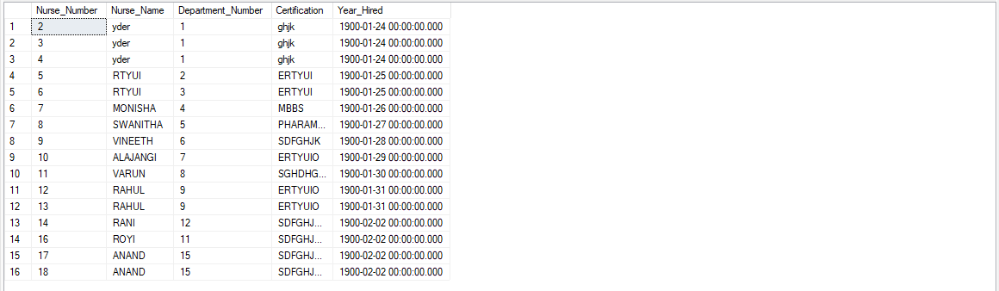 Nurse_Number Nurse_Name Department_Number Certification Year_Hired
1 2 yder 1 ghjk 1900-01-24 00:00:00.000
2 3 yder 1 ghjk 1900-01-24 00:00:00.000
3 4 yder 1 ghjk 1900-01-24 00:00:00.000
4 5 RTYUI 2 ERTYUI 1900-01-25 00:00:00.000
5 6 RTYUI 3 ERTYUI 1900-01-25 00:00:00.000
6 7 MONISHA 4 MBBS 1900-01-26 00:00:00.000
7 8 SWANITHA 5 PHARAM... 1900-01-27 00:00:00.000
8 9 VINEETH 6 SDFGHJK 1900-01-28 00:00:00.000
9 10 ALAJANGI 7 ERTYUIO 1900-01-29 00:00:00.000
10 11 VARUN 8 SGHDHG... 1900-01-30 00:00:00.000
11 12 RAHUL 9 ERTYUIO 1900-01-31 00:00:00.000
12 13 RAHUL 9 ERTYUIO 1900-01-31 00:00:00.000
13 14 RANI 12 SDFGHJ... 1900-02-02 00:00:00.000
14 16 ROYI 11 SDFGHJ... 1900-02-02 00:00:00.000
15 17 ANAND 15 SDFGHJ... 1900-02-02 00:00:00.000
16 18 ANAND 15 SDFGHJ... 1900-02-02 00:00:00.000